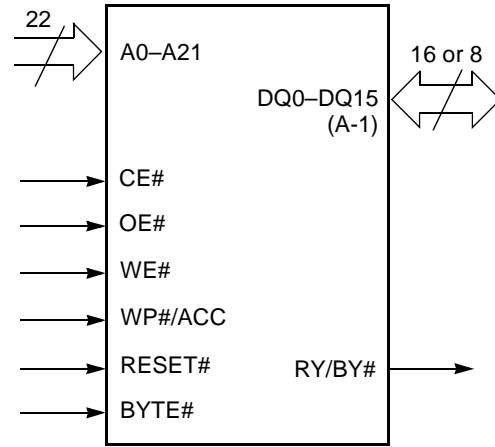 22
A0–A21
16 or 8
DQ0–DQ15
(A-1)
CE#
OE#
WE#
WP#/ACC
RESET#
RY/BY#
BYTE#